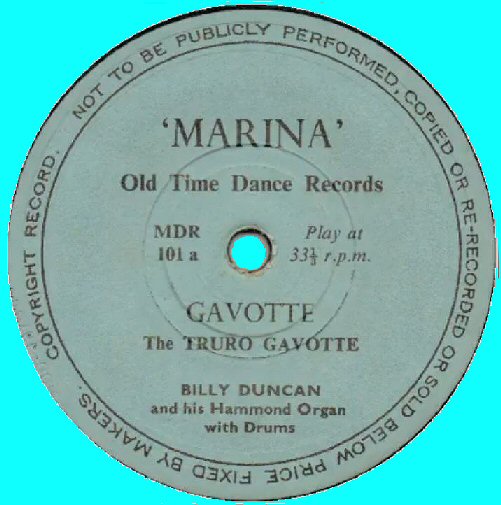 COPYRIGHT RECORD. NOT TO BE PUBLICLY PERFORMED, COPIED OR RE-RECORDED OR SOLD BELOW PRICE FIXED BY MAKERS.
'MARINA'
Old Time Dance Records
MDR Play at
101 a 33⅓ r.p.m.
GAVOTTE
The TRURO GAVOTTE
BILLY DUNCAN
and his Hammond Organ
with Drums